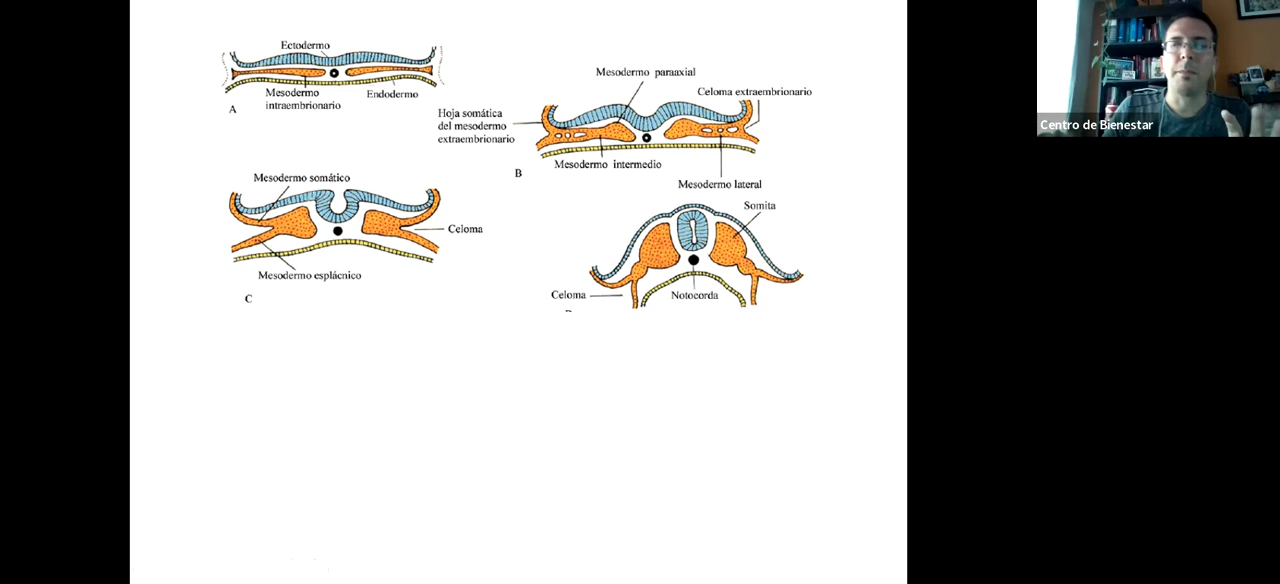 Ectodermo
Mesodermo
intraembrionario
Endodermo
A
Mesodermo paraaxial
Celoma extraembrionario
Hoja somática
del mesodermo
extraembrionario
Mesodermo intermedio
B
Mesodermo lateral
Mesodermo somático
Celoma
Mesodermo esplácnico
C
Somita
Celoma
Notocorda
Centro de Bienestar